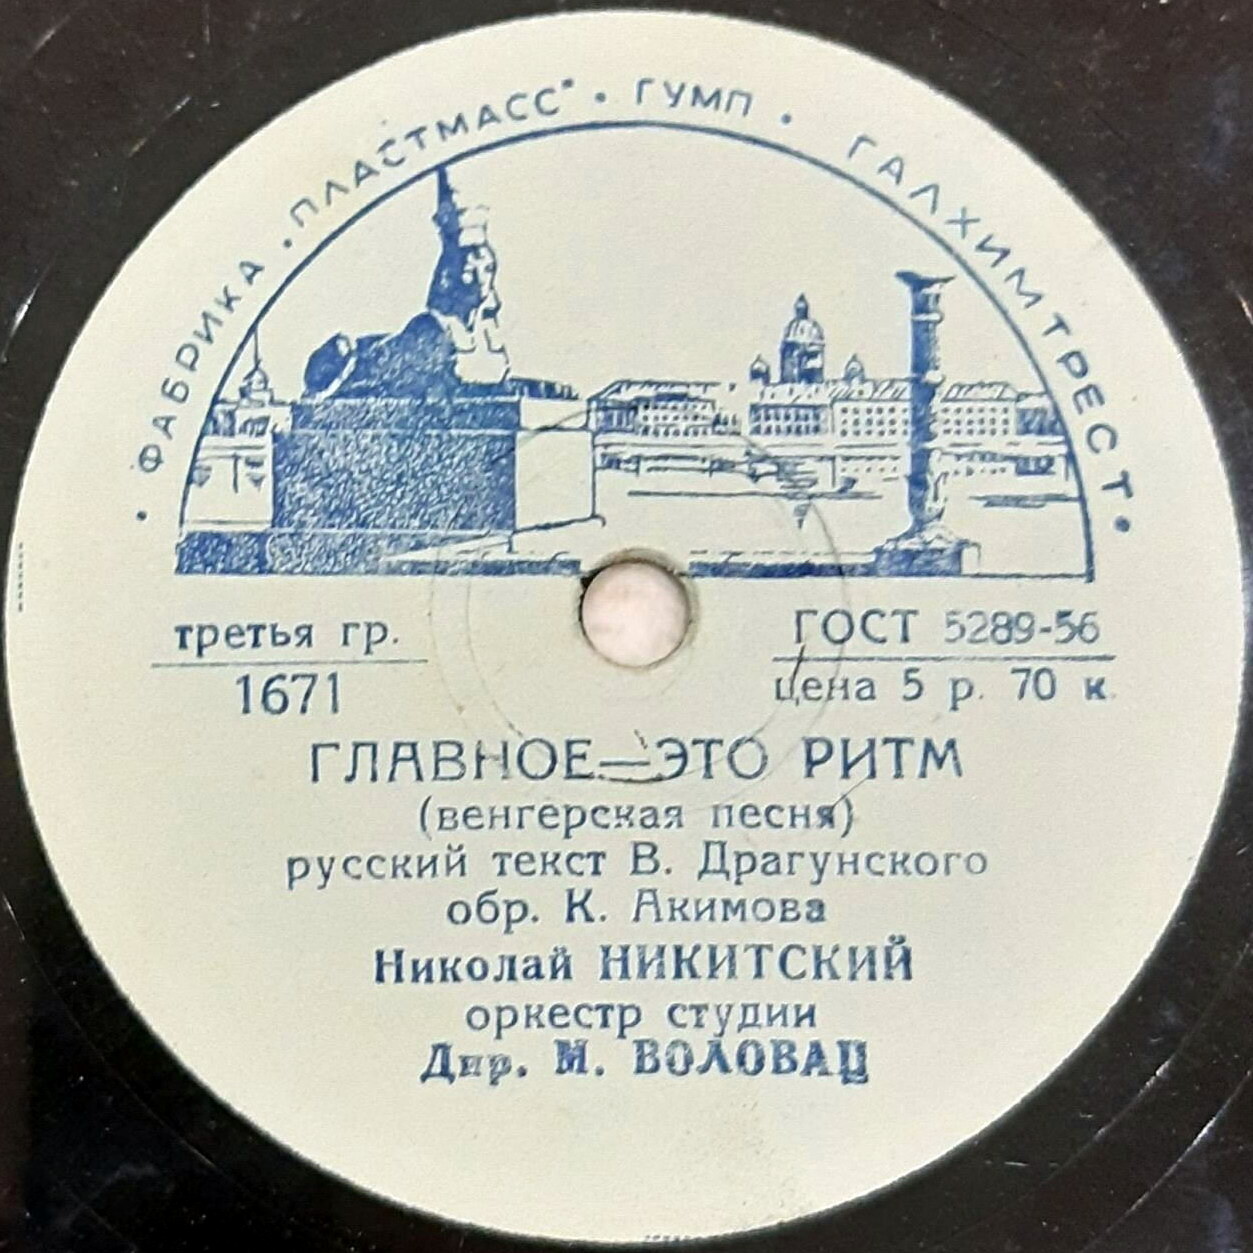 · ФАБРИКА „ПЛАСТМАСС" · ГУМП · ГАЛХИМТРЕСТ ·
третья гр.
1671
ГОСТ 5289-56
цена 5 р. 70 к.
ГЛАВНОЕ—ЭТО РИТМ
(венгерская песня)
русский текст В. Драгунского
обр. К. Акимова
Николай НИКИТСКИЙ
оркестр студии
Дир. М. ВОЛОВАЦ